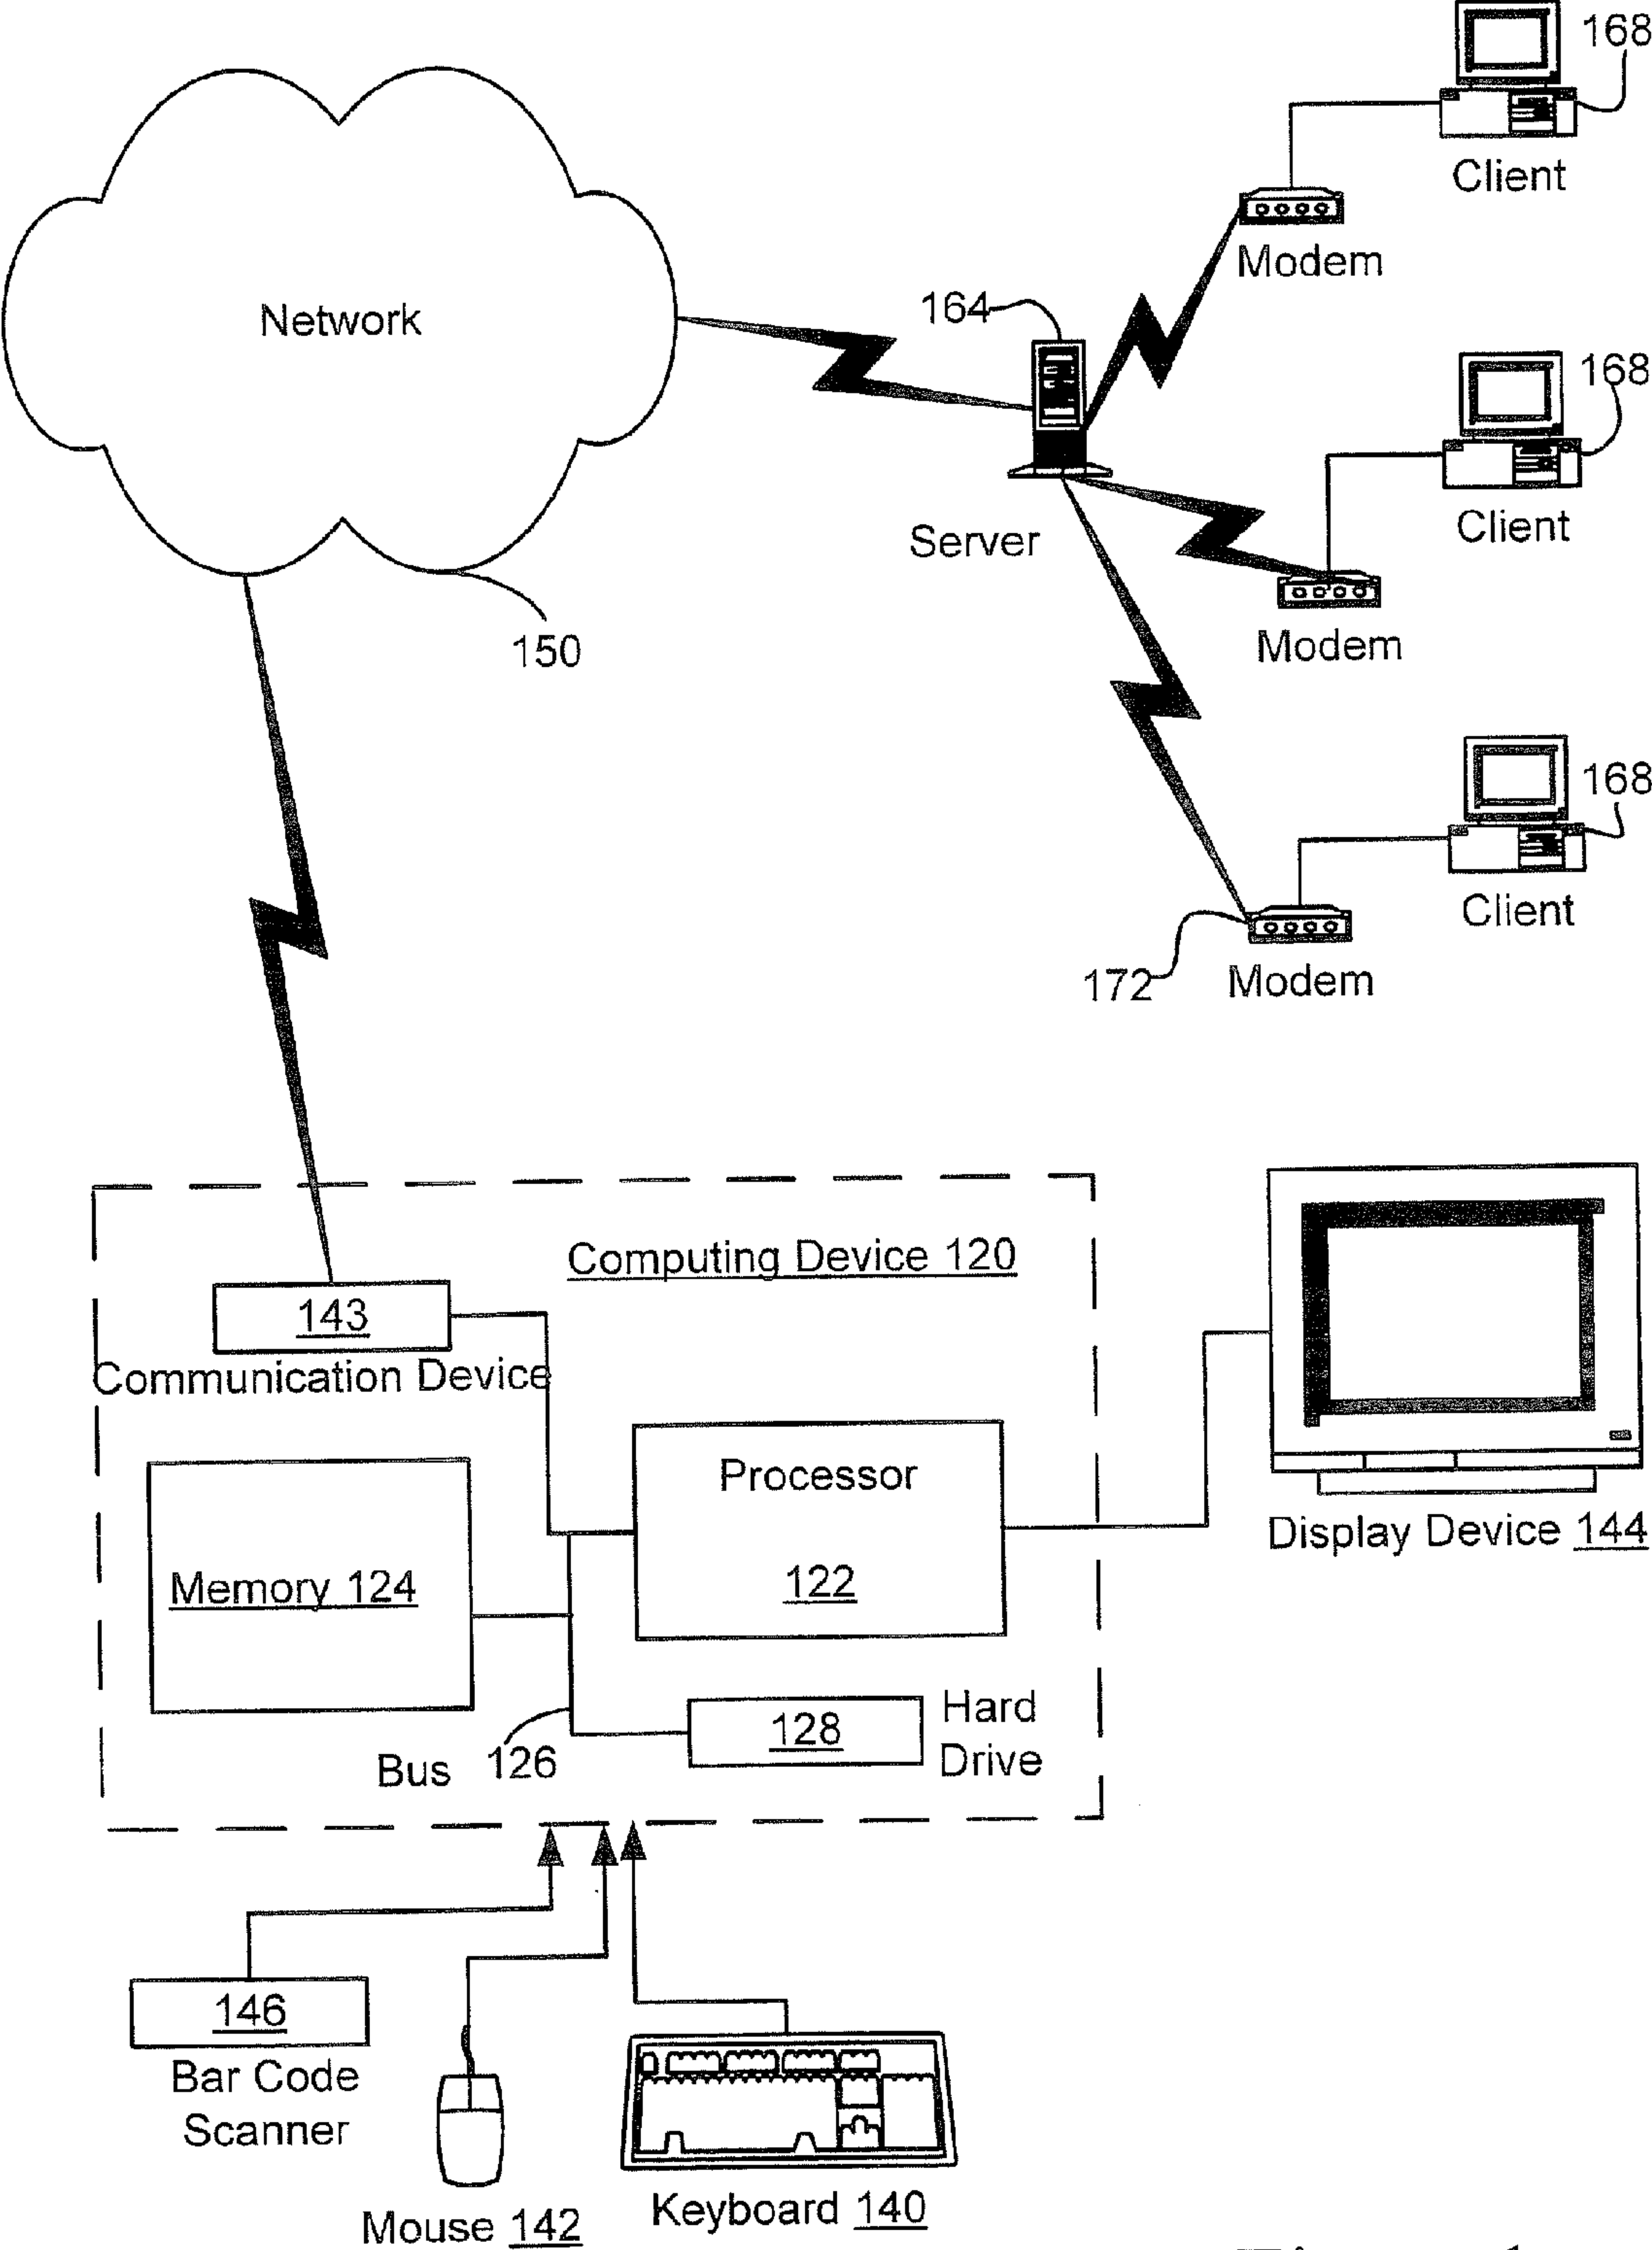 168
Client
Modem
Network
164
168
Client
Server
Modem
150
168
Client
172
Modem
Computing Device 120
143
Communication Device
Processor
122
Memory 124
Display Device 144
Hard
Drive
128
Bus
126
146
Bar Code
Scanner
Mouse 142
Keyboard 140